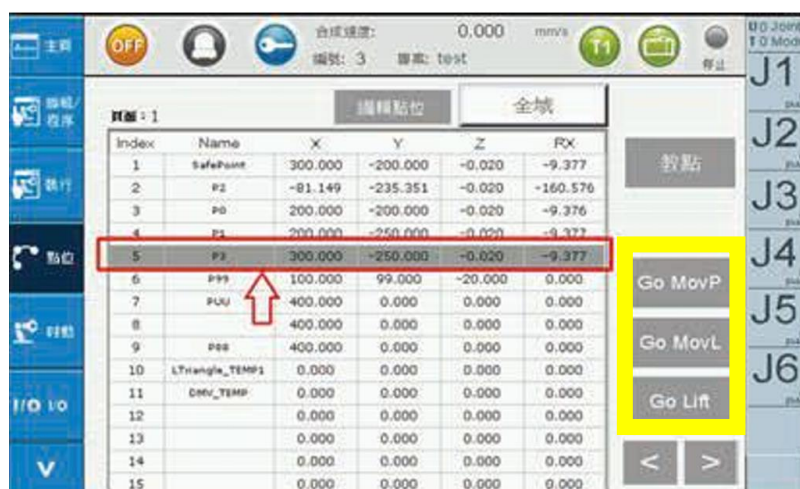 主頁
編輯/
程序
執行
點位
I/O I/O
V
OFF
合成速度: 0.000 mm/s
編號: 3 專案: test
T1
停止
頁面:1
編輯點位
全域
Index Name X Y Z RX
1 SafePoint 300.000 -200.000 -0.020 -9.377
2 P2 -81.149 -235.351 -0.020 -160.576
3 P0 200.000 -200.000 -0.020 -9.376
4 P1 200.000 -250.000 -0.020 -9.377
5 P3 300.000 -250.000 -0.020 -9.377
6 P99 100.000 99.000 -20.000 0.000
7 PUU 400.000 0.000 0.000 0.000
8 400.000 0.000 0.000 0.000
9 P88 400.000 0.000 0.000 0.000
10 LTriangle_TEMP1 0.000 0.000 0.000 0.000
11 DMV_TEMP 0.000 0.000 0.000 0.000
12 0.000 0.000 0.000 0.000
13 0.000 0.000 0.000 0.000
14 0.000 0.000 0.000 0.000
15 0.000 0.000 0.000 0.000
教點
Go MovP
Go MovL
Go Lift
< >
U 0 Joint
T 0 Mod
J1
J2
J3
J4
J5
J6